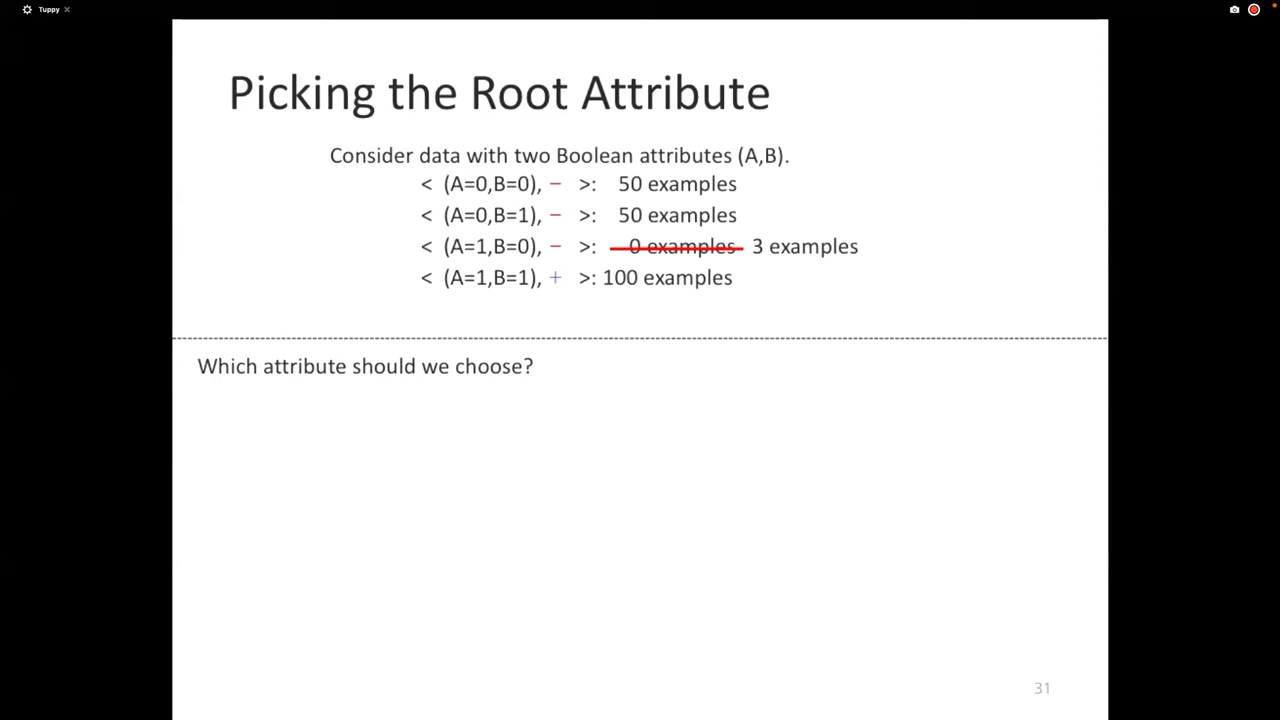 Tuppy
Picking the Root Attribute
Consider data with two Boolean attributes (A,B).
< (A=0,B=0), − >: 50 examples
< (A=0,B=1), − >: 50 examples
< (A=1,B=0), − >: 0 examples 3 examples
< (A=1,B=1), + >: 100 examples
Which attribute should we choose?
31